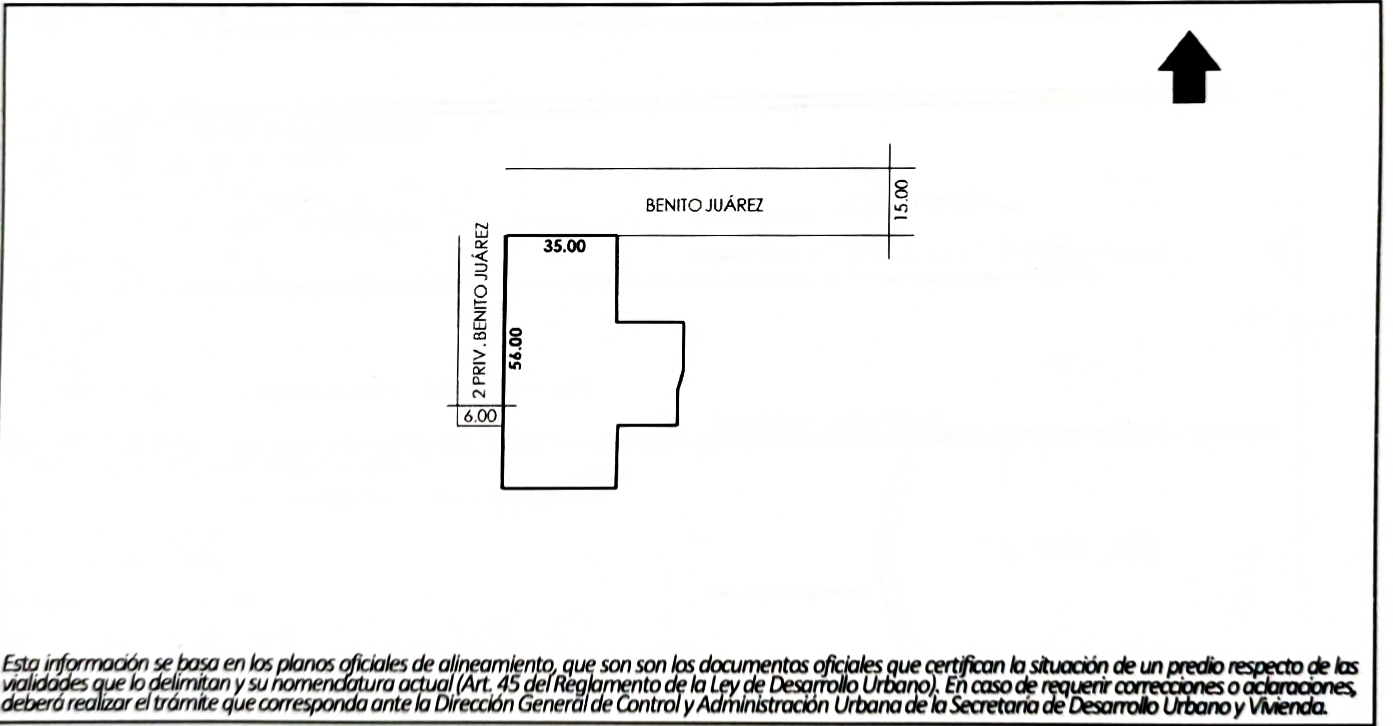 BENITO JUÁREZ
15.00
2 PRIV. BENITO JUÁREZ
35.00
56.00
6.00
Esta información se basa en los planos oficiales de alineamiento, que son son los documentos oficiales que certifican la situación de un predio respecto de las
vialidades que lo delimitan y su nomenclatura actual (Art. 45 del Reglamento de la Ley de Desarrollo Urbano). En caso de requerir correcciones o aclaraciones,
deberá realizar el trámite que corresponda ante la Dirección General de Control y Administración Urbana de la Secretaría de Desarrollo Urbano y Vivienda.